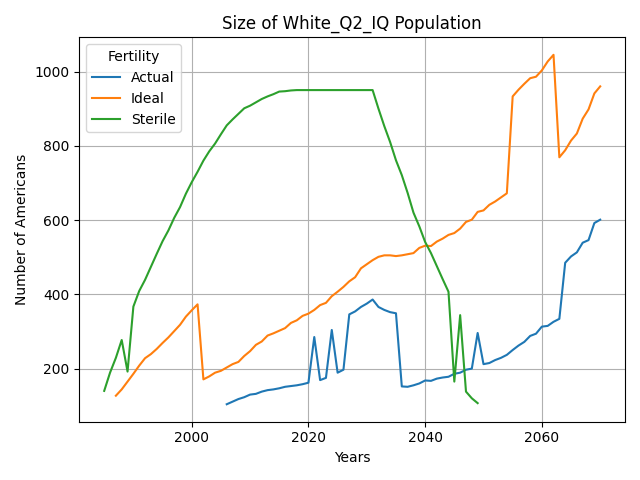 Size of White_Q2_IQ Population
Fertility
Actual
Ideal
Sterile
Number of Americans
1000
800
600
400
200
2000
2020
2040
2060
Years